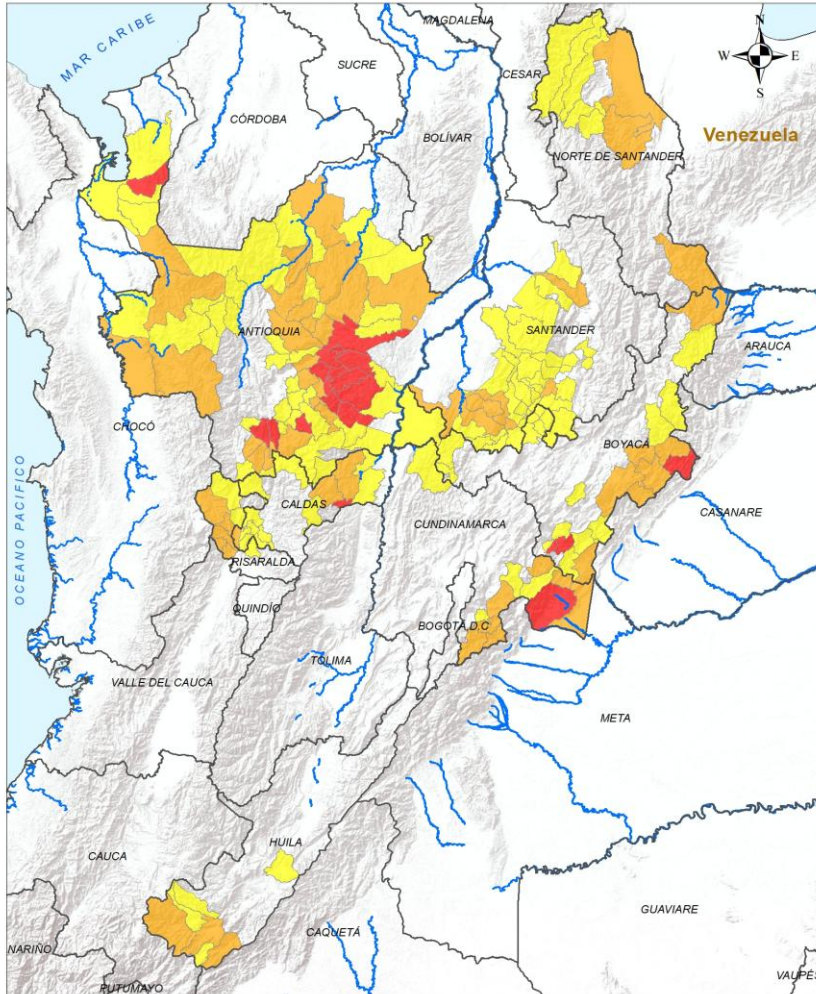 MAGDALENA
MAR CARIBE
SUCRE
CESAR
N
W E
S
CÓRDOBA
BOLÍVAR
Venezuela
NORTE DE SANTANDER
ANTIOQUIA
SANTANDER
ARAUCA
CHOCÓ
BOYACÁ
OCEANO PACIFICO
CALDAS
CUNDINAMARCA
CASANARE
RISARALDA
QUINDÍO
BOGOTÁ,D.C
TOLIMA
VALLE DEL CAUCA
META
HUILA
CAUCA
GUAVIARE
CAQUETÁ
NARIÑO
PUTUMAYO
VAUPÉS